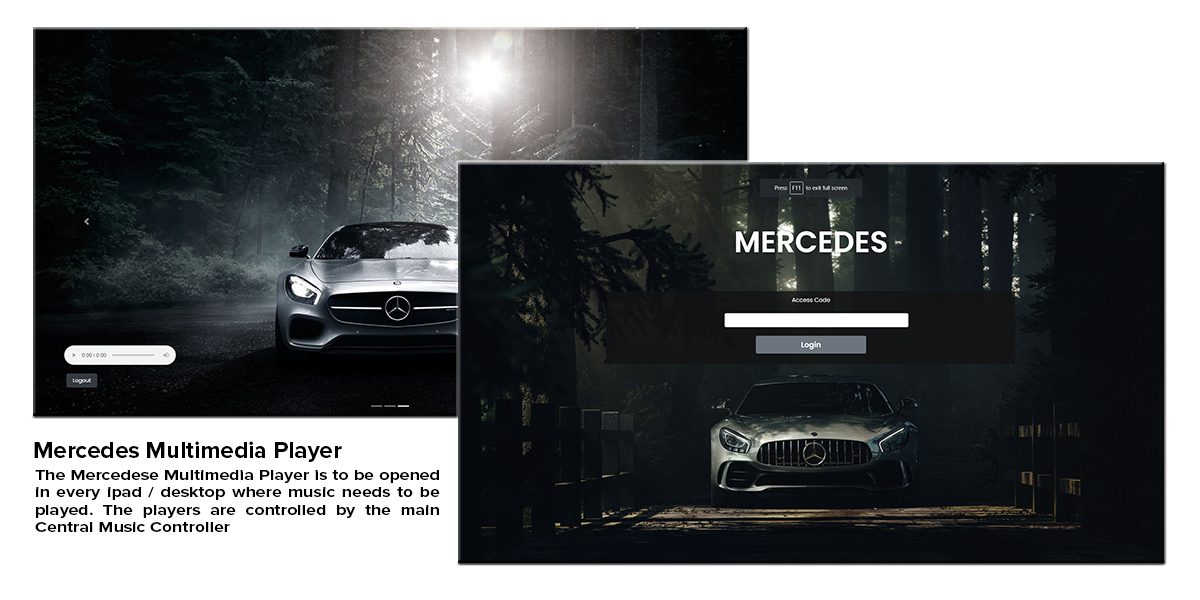 Press F11 to exit full screen
MERCEDES
Access Code
Login
0:00 / 0:00
Logout
Mercedes Multimedia Player
The Mercedese Multimedia Player is to be opened
in every ipad / desktop where music needs to be
played. The players are controlled by the main
Central Music Controller